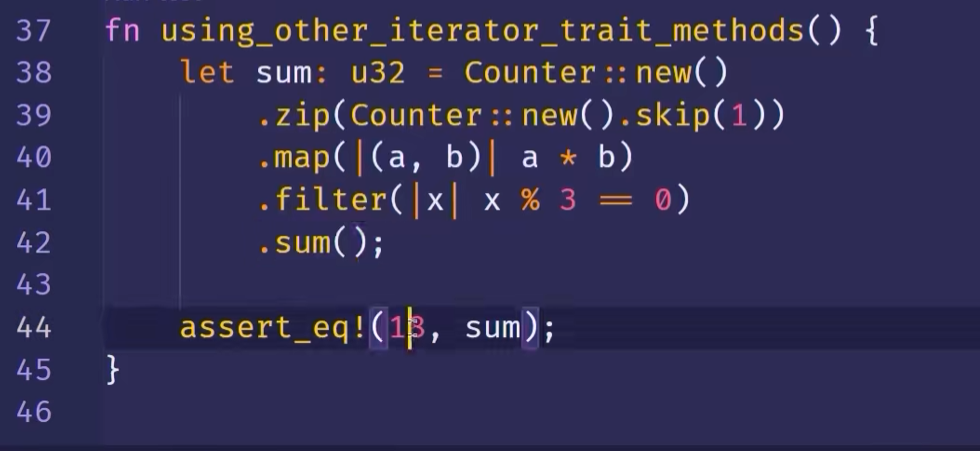 37 fn using_other_iterator_trait_methods() {
38 let sum: u32 = Counter::new()
39 .zip(Counter::new().skip(1))
40 .map(|(a, b)| a * b)
41 .filter(|x| x % 3 == 0)
42 .sum();
43
44 assert_eq!(18, sum);
45 }
46